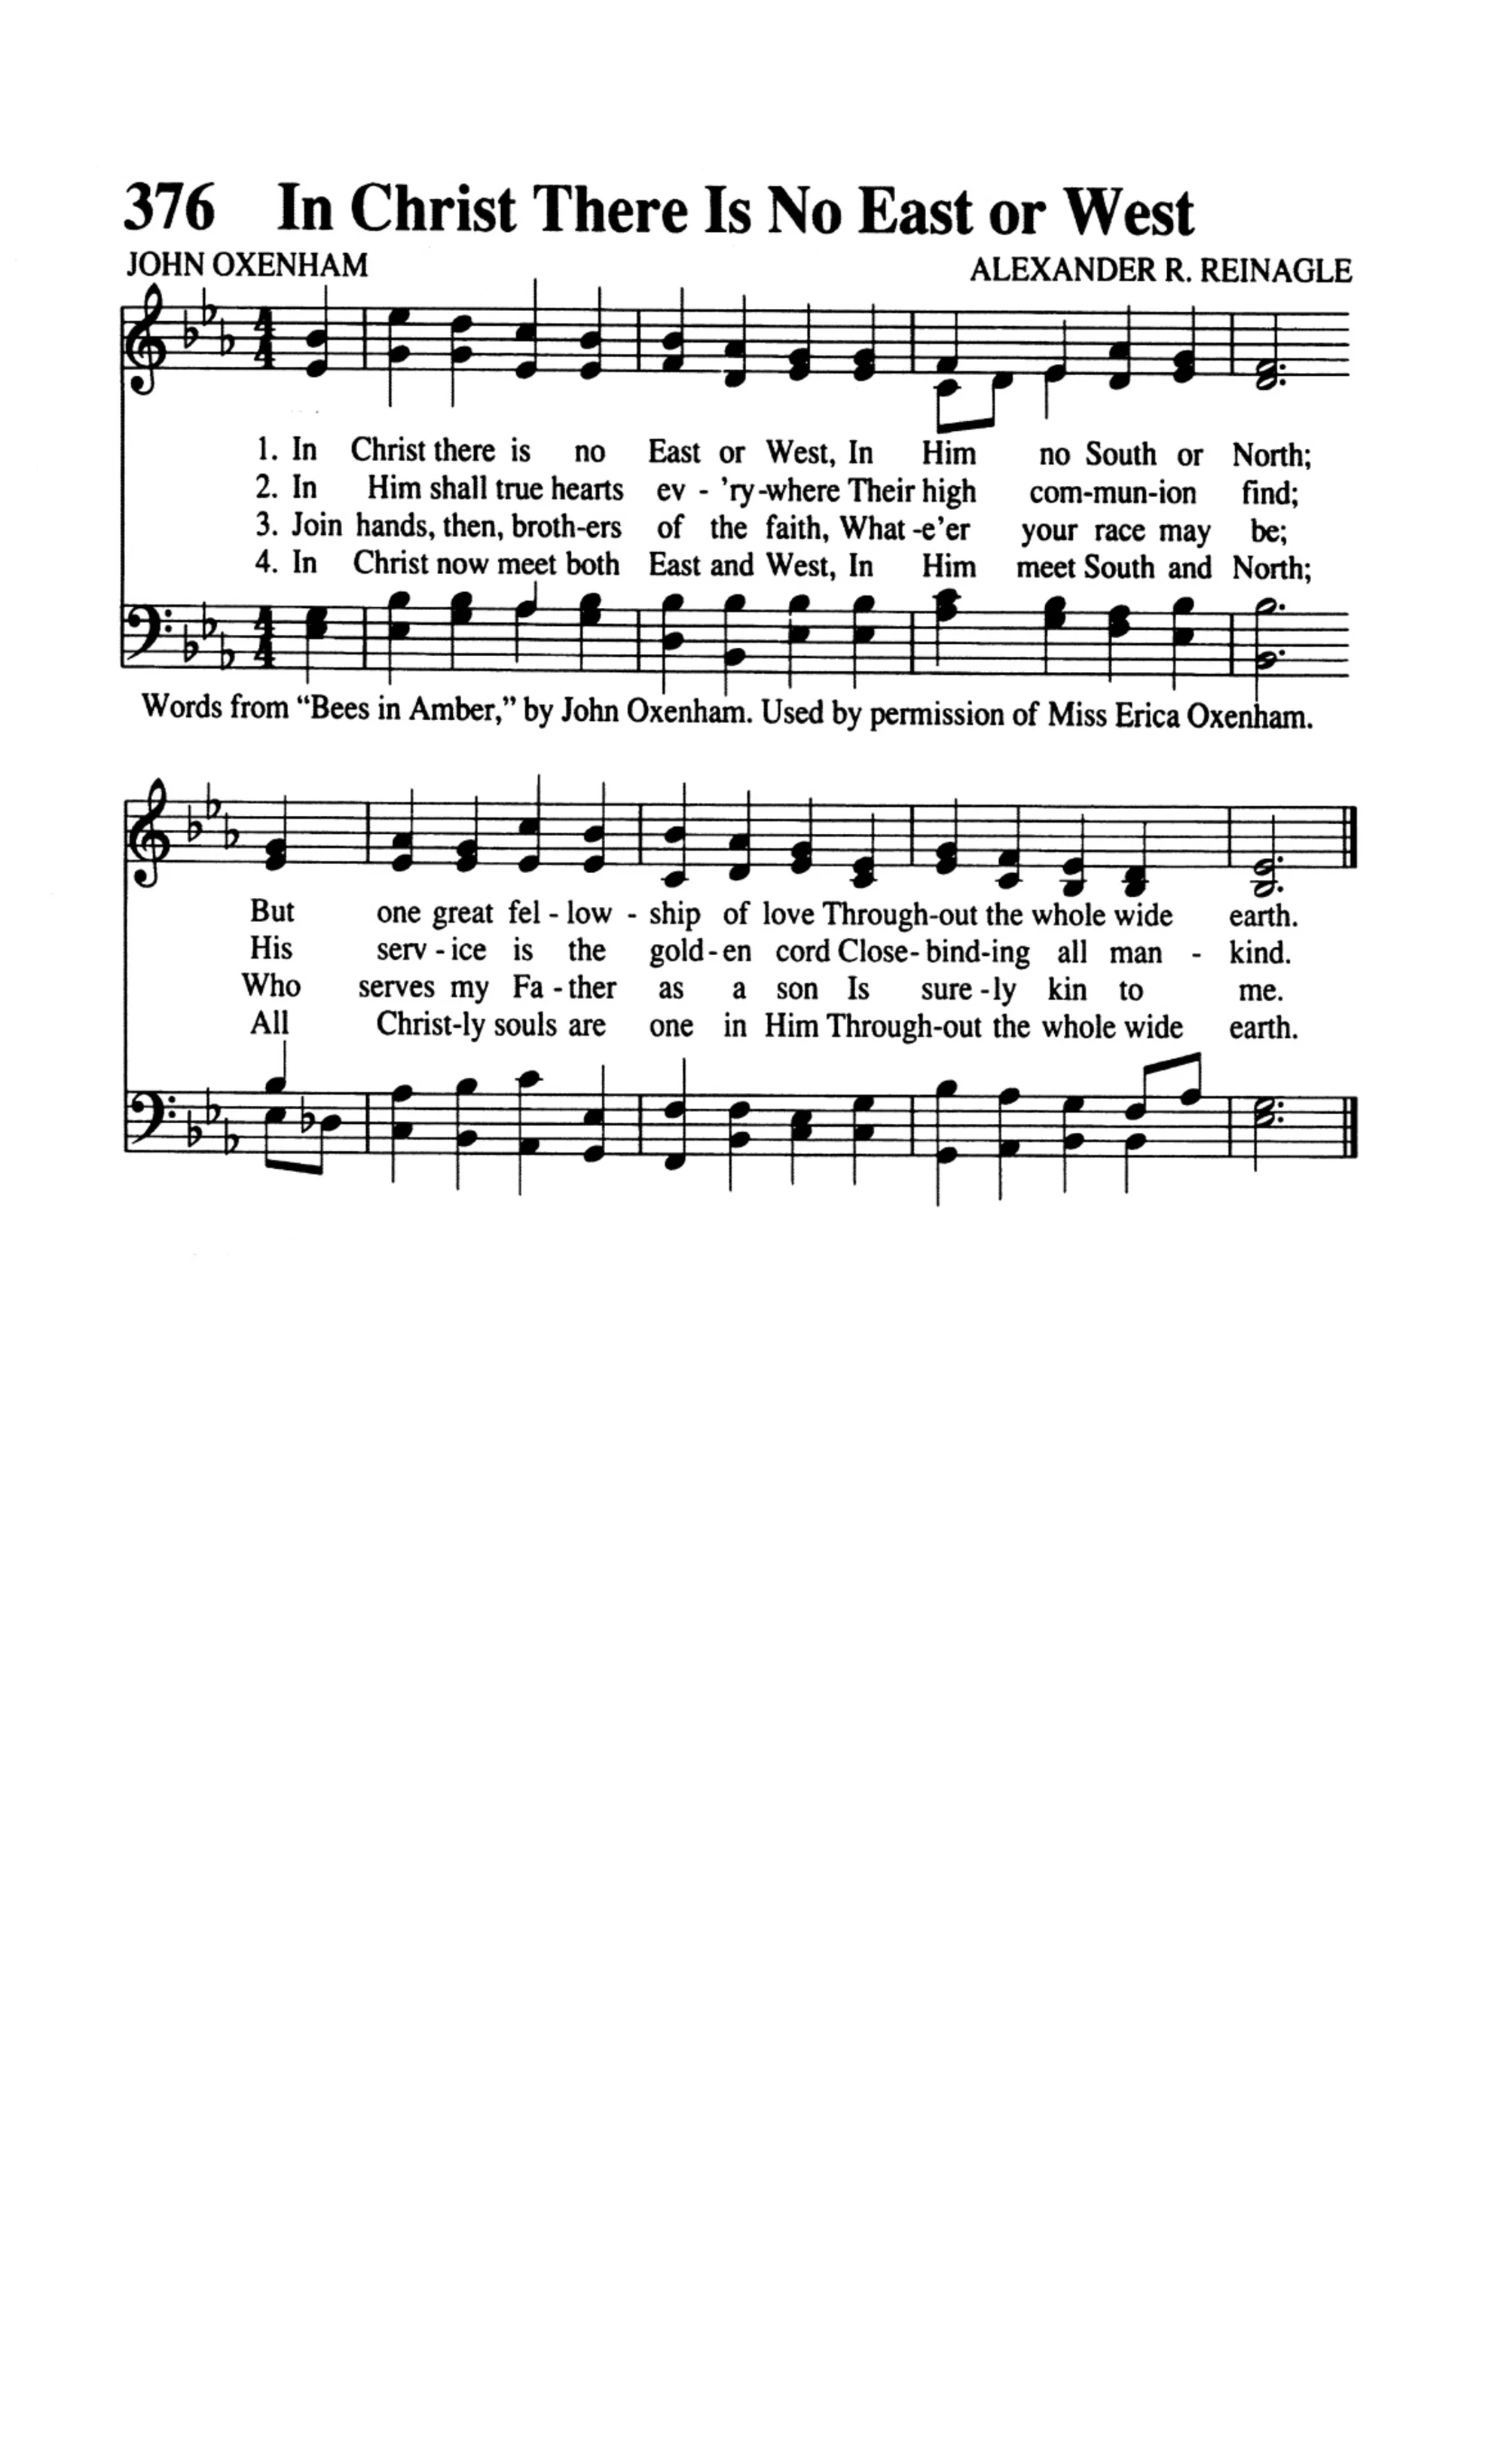 376 In Christ There Is No East or West
JOHN OXENHAM ALEXANDER R. REINAGLE
1. In Christ there is no East or West, In Him no South or North;
2. In Him shall true hearts ev - 'ry-where Their high com-mun-ion find;
3. Join hands, then, broth-ers of the faith, What-e'er your race may be;
4. In Christ now meet both East and West, In Him meet South and North;
Words from “Bees in Amber,” by John Oxenham. Used by permission of Miss Erica Oxenham.
But one great fel - low - ship of love Through-out the whole wide earth.
His serv - ice is the gold - en cord Close - bind-ing all man - kind.
Who serves my Fa - ther as a son Is sure - ly kin to me.
All Christ-ly souls are one in Him Through-out the whole wide earth.